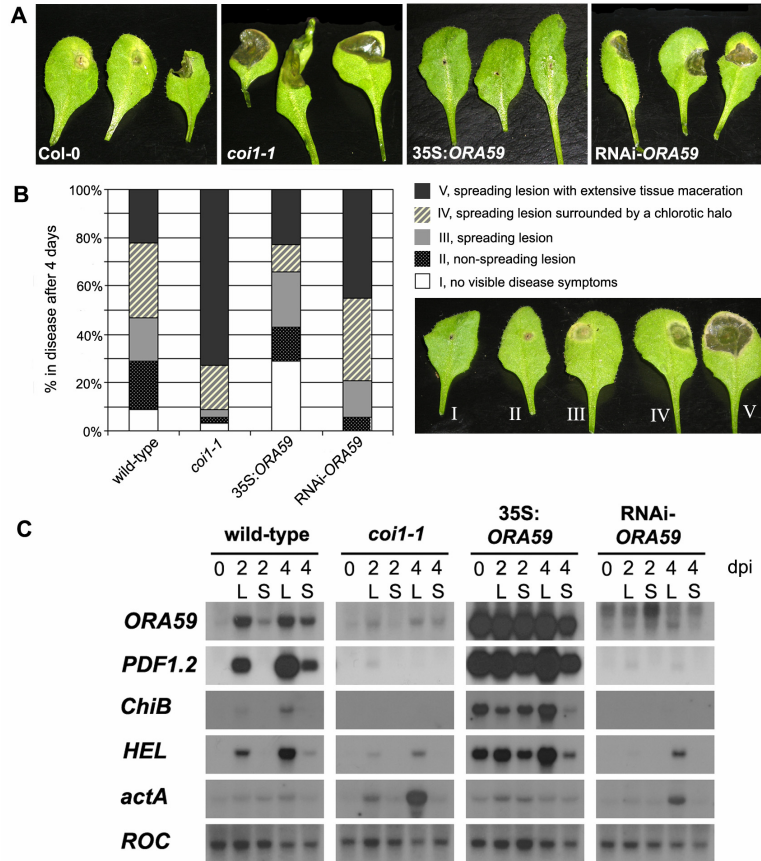 A
Col-0
coi1-1
35S:ORA59
RNAi-ORA59
B
% in disease after 4 days
100%
80%
60%
40%
20%
0%
wild-type
coi1-1
35S:ORA59
RNAi-ORA59
V, spreading lesion with extensive tissue maceration
IV, spreading lesion surrounded by a chlorotic halo
III, spreading lesion
II, non-spreading lesion
I, no visible disease symptoms
I II III IV V
C
wild-type coi1-1 35S: ORA59 RNAi- ORA59
0 2 2 4 4 0 2 2 4 4 0 2 2 4 4 0 2 2 4 4 dpi
L S L S L S L S L S L S L S L S
ORA59
PDF1.2
ChiB
HEL
actA
ROC